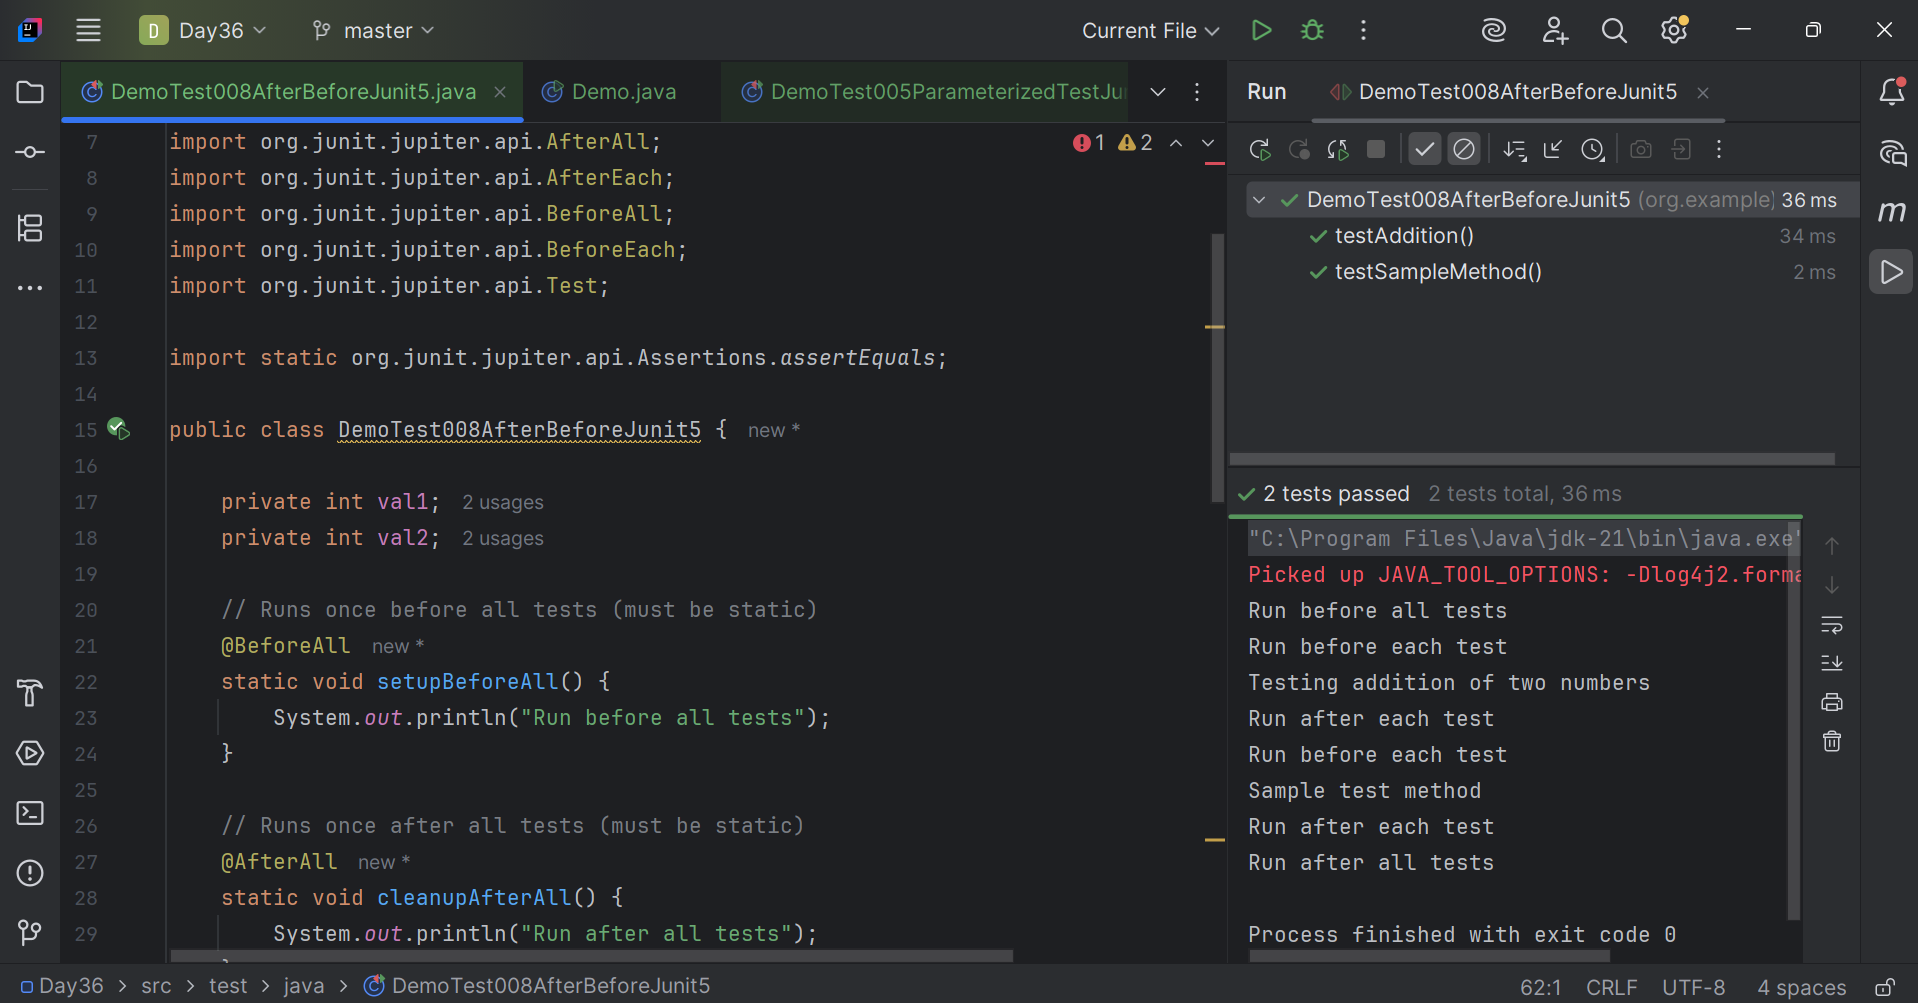 D Day36 master Current File
DemoTest008AfterBeforeJunit5.java Demo.java DemoTest005ParameterizedTestJu
Run DemoTest008AfterBeforeJunit5
1 2
7 import org.junit.jupiter.api.AfterAll;
8 import org.junit.jupiter.api.AfterEach;
9 import org.junit.jupiter.api.BeforeAll;
10 import org.junit.jupiter.api.BeforeEach;
11 import org.junit.jupiter.api.Test;
12
13 import static org.junit.jupiter.api.Assertions.assertEquals;
14
15 public class DemoTest008AfterBeforeJunit5 { new *
16
17 private int val1; 2 usages
18 private int val2; 2 usages
19
20 // Runs once before all tests (must be static)
21 @BeforeAll new *
22 static void setupBeforeAll() {
23 System.out.println("Run before all tests");
24 }
25
26 // Runs once after all tests (must be static)
27 @AfterAll new *
28 static void cleanupAfterAll() {
29 System.out.println("Run after all tests");
DemoTest008AfterBeforeJunit5 (org.example) 36 ms
testAddition() 34 ms
testSampleMethod() 2 ms
2 tests passed 2 tests total, 36 ms
"C:\Program Files\Java\jdk-21\bin\java.exe"
Picked up JAVA_TOOL_OPTIONS: -Dlog4j2.forma
Run before all tests
Run before each test
Testing addition of two numbers
Run after each test
Run before each test
Sample test method
Run after each test
Run after all tests
Process finished with exit code 0
Day36 > src > test > java > DemoTest008AfterBeforeJunit5
62:1 CRLF UTF-8 4 spaces